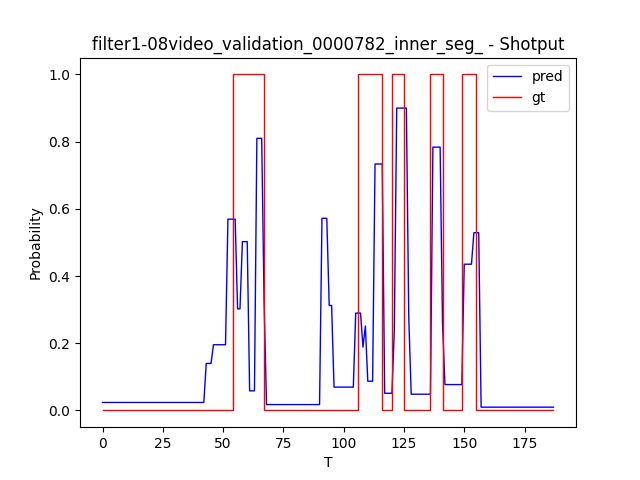 filter1-08video_validation_0000782_inner_seg_ - Shotput
pred
gt
1.0
0.8
0.6
0.4
0.2
0.0
Probability
0 25 50 75 100 125 150 175
T